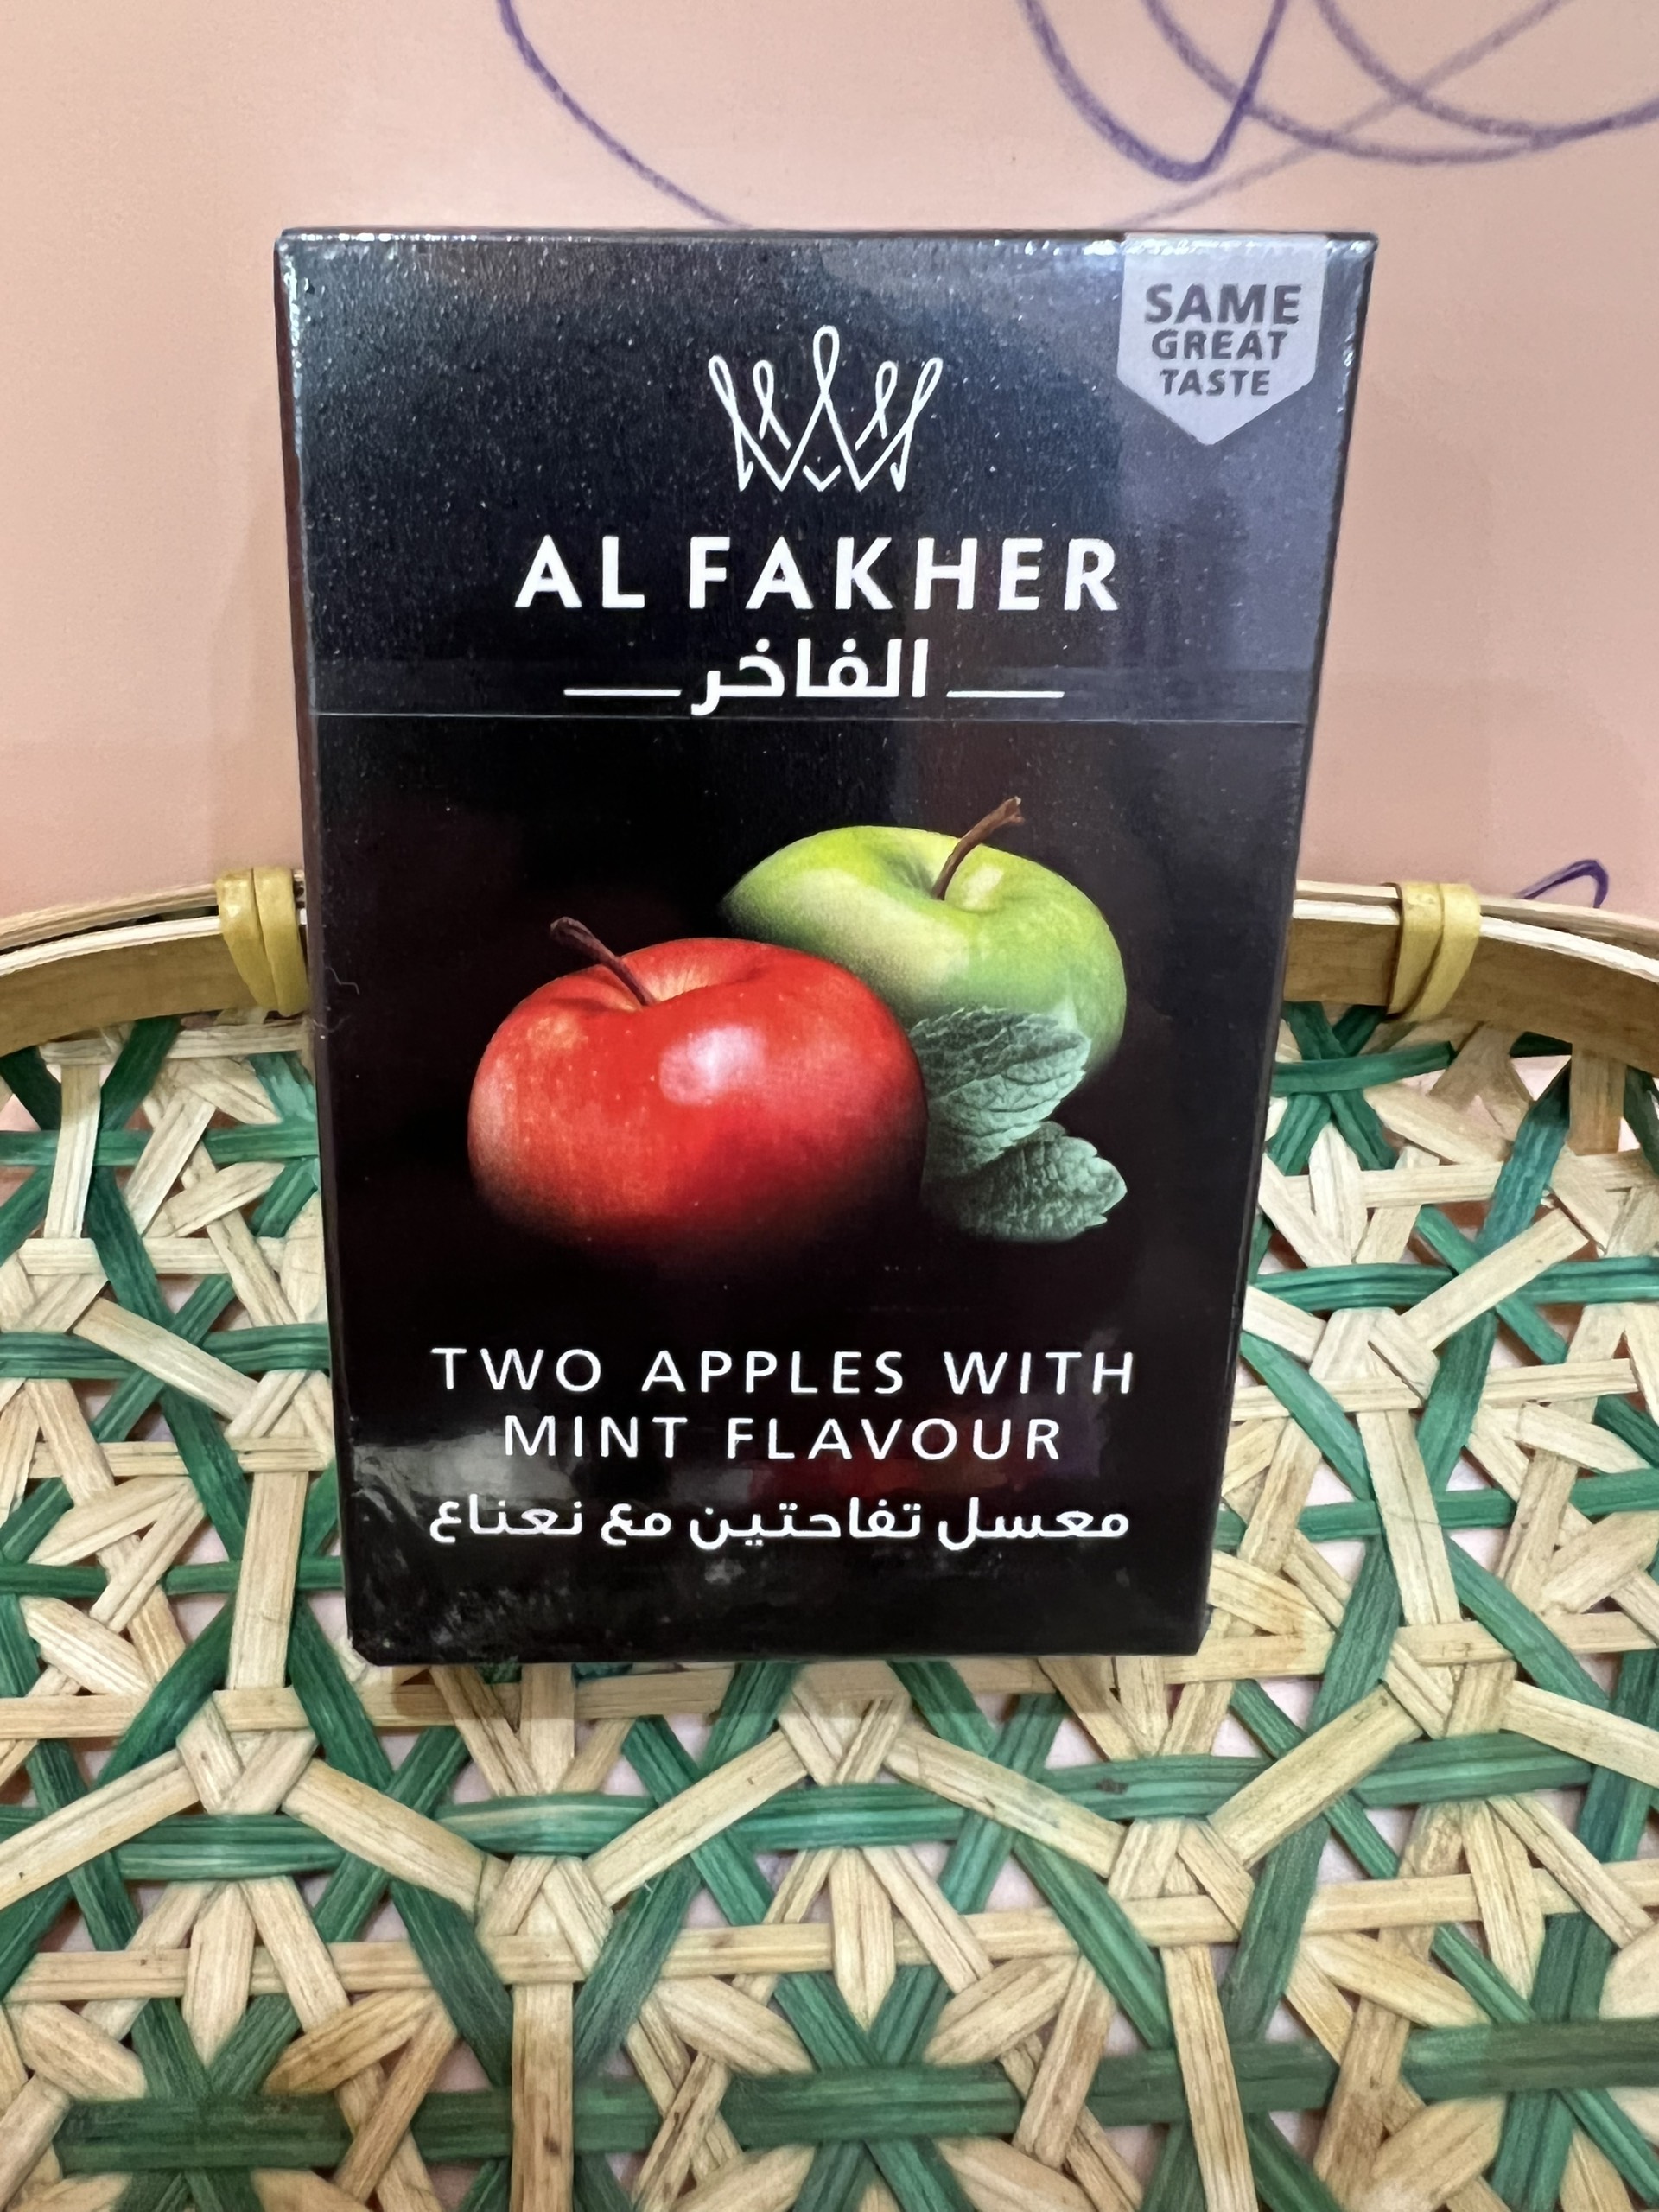 SAME
GREAT
TASTE
AL FAKHER
الفاخر
TWO APPLES WITH
MINT FLAVOUR
معسل تفاحتين مع نعناع